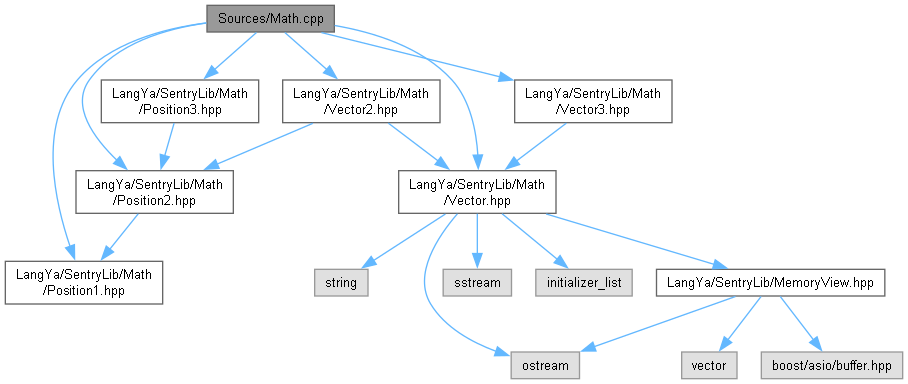 Sources/Math.cpp
LangYa/SentryLib/Math
/Position3.hpp
LangYa/SentryLib/Math
/Vector2.hpp
LangYa/SentryLib/Math
/Vector3.hpp
LangYa/SentryLib/Math
/Position2.hpp
LangYa/SentryLib/Math
/Vector.hpp
LangYa/SentryLib/Math
/Position1.hpp
string
sstream
initializer_list
LangYa/SentryLib/MemoryView.hpp
ostream
vector
boost/asio/buffer.hpp